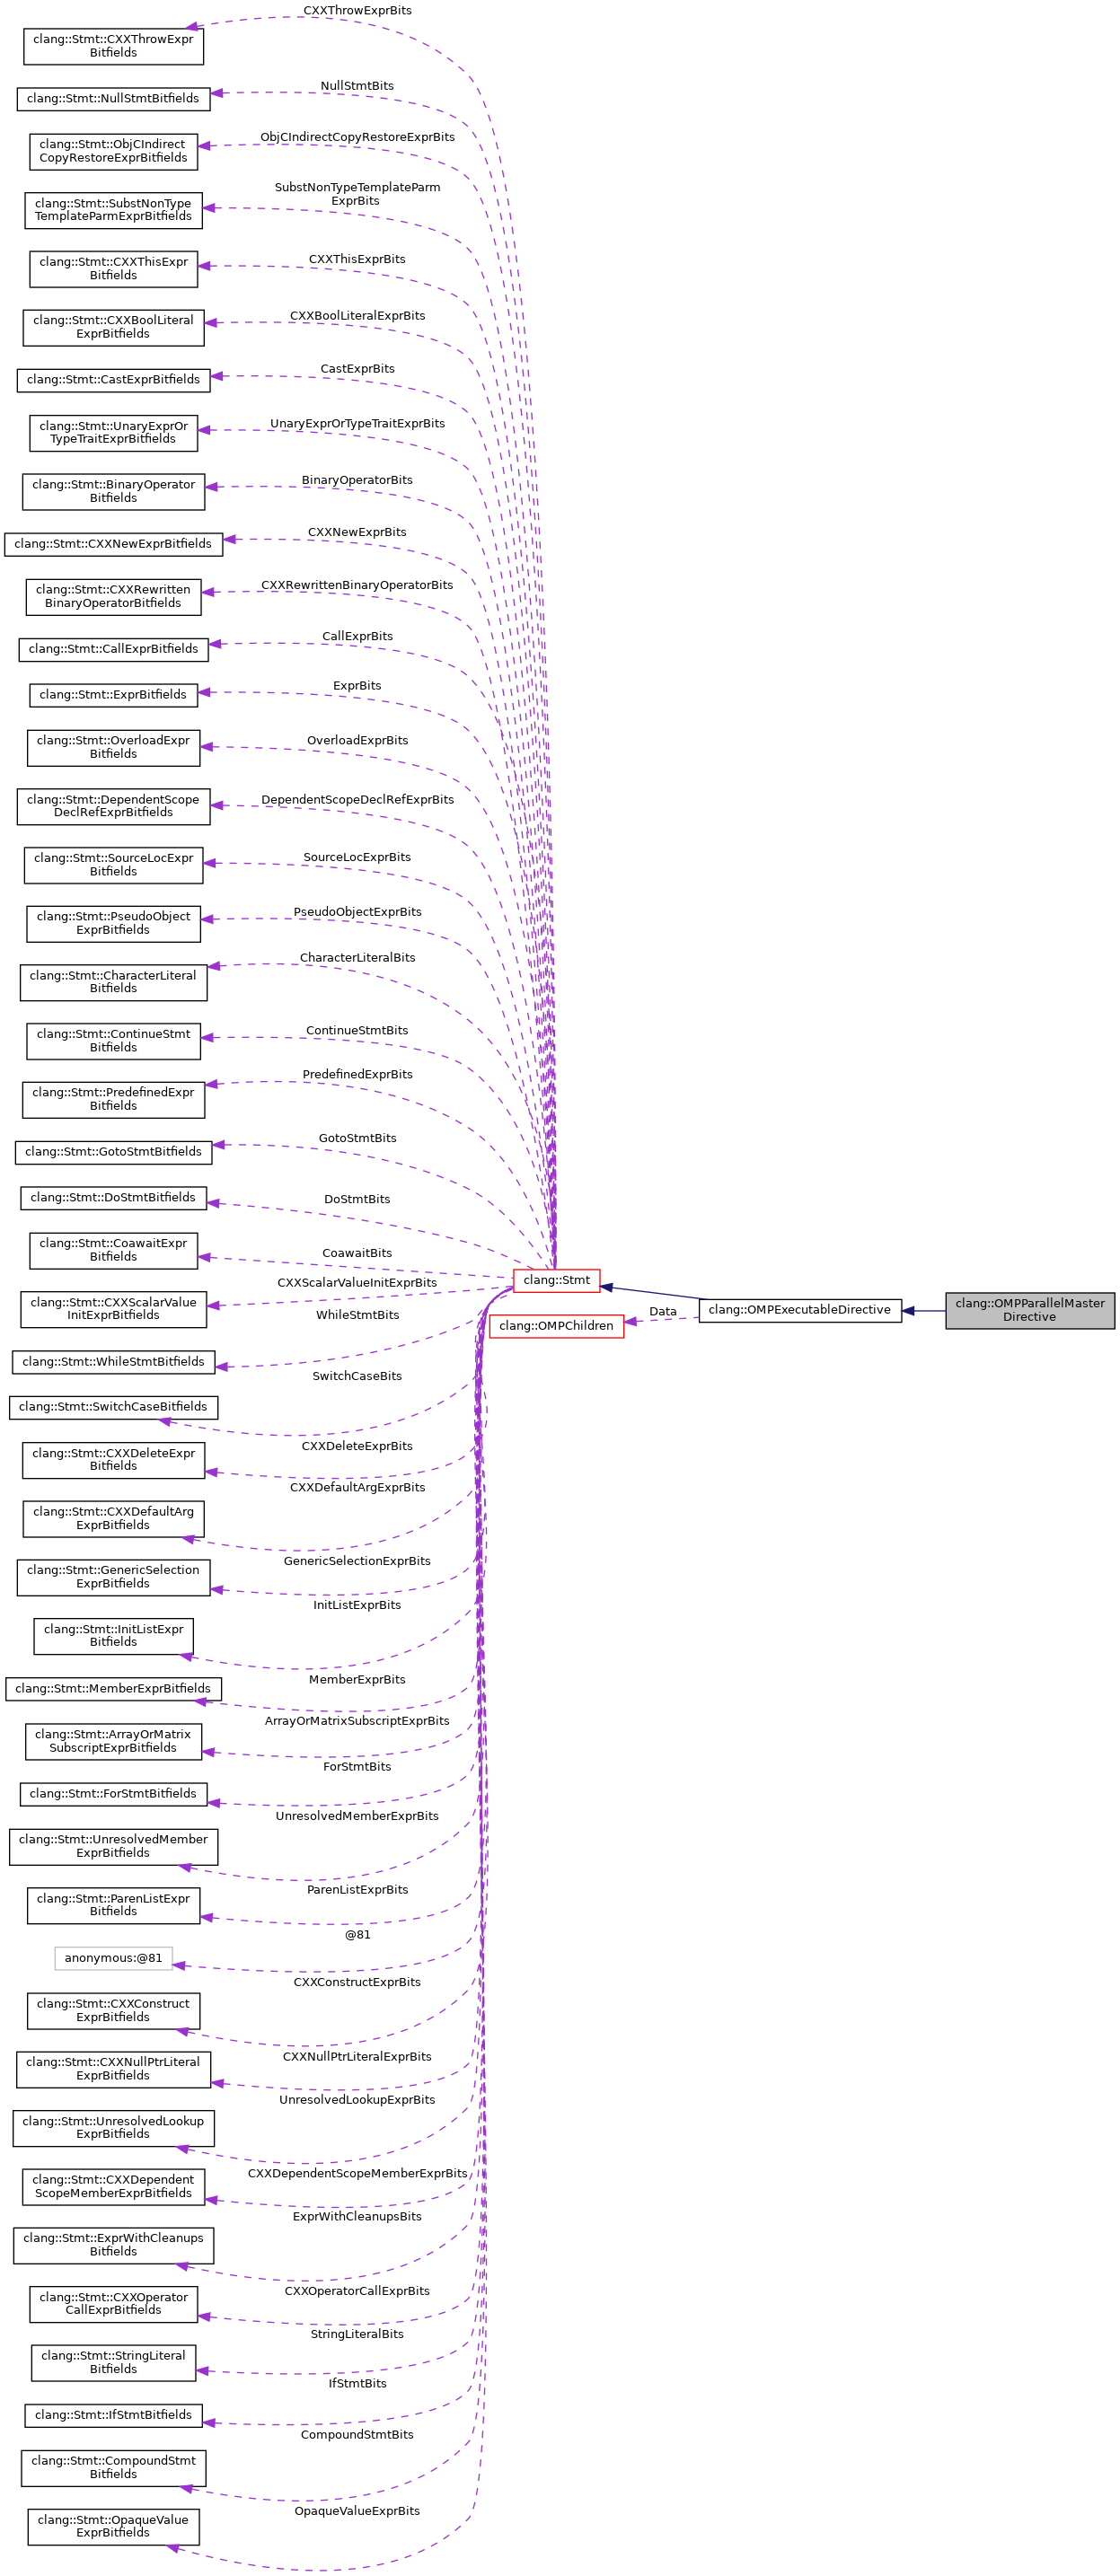 CXXThrowExprBits
clang::Stmt::CXXThrowExpr
Bitfields
NullStmtBits
clang::Stmt::NullStmtBitfields
ObjCIndirectCopyRestoreExprBits
clang::Stmt::ObjCIndirect
CopyRestoreExprBitfields
SubstNonTypeTemplateParm
ExprBits
clang::Stmt::SubstNonType
TemplateParmExprBitfields
CXXThisExprBits
clang::Stmt::CXXThisExpr
Bitfields
CXXBoolLiteralExprBits
clang::Stmt::CXXBoolLiteral
ExprBitfields
CastExprBits
clang::Stmt::CastExprBitfields
UnaryExprOrTypeTraitExprBits
clang::Stmt::UnaryExprOr
TypeTraitExprBitfields
BinaryOperatorBits
clang::Stmt::BinaryOperator
Bitfields
CXXNewExprBits
clang::Stmt::CXXNewExprBitfields
CXXRewrittenBinaryOperatorBits
clang::Stmt::CXXRewritten
BinaryOperatorBitfields
CallExprBits
clang::Stmt::CallExprBitfields
ExprBits
clang::Stmt::ExprBitfields
OverloadExprBits
clang::Stmt::OverloadExpr
Bitfields
DependentScopeDeclRefExprBits
clang::Stmt::DependentScope
DeclRefExprBitfields
SourceLocExprBits
clang::Stmt::SourceLocExpr
Bitfields
PseudoObjectExprBits
clang::Stmt::PseudoObject
ExprBitfields
CharacterLiteralBits
clang::Stmt::CharacterLiteral
Bitfields
ContinueStmtBits
clang::Stmt::ContinueStmt
Bitfields
PredefinedExprBits
clang::Stmt::PredefinedExpr
Bitfields
GotoStmtBits
clang::Stmt::GotoStmtBitfields
DoStmtBits
clang::Stmt::DoStmtBitfields
CoawaitBits
clang::Stmt::CoawaitExpr
Bitfields
clang::Stmt
CXXScalarValueInitExprBits
clang::Stmt::CXXScalarValue
InitExprBitfields
clang::OMPParallelMaster
Directive
clang::OMPExecutableDirective
Data
clang::OMPChildren
WhileStmtBits
clang::Stmt::WhileStmtBitfields
SwitchCaseBits
clang::Stmt::SwitchCaseBitfields
CXXDeleteExprBits
clang::Stmt::CXXDeleteExpr
Bitfields
CXXDefaultArgExprBits
clang::Stmt::CXXDefaultArg
ExprBitfields
GenericSelectionExprBits
clang::Stmt::GenericSelection
ExprBitfields
InitListExprBits
clang::Stmt::InitListExpr
Bitfields
MemberExprBits
clang::Stmt::MemberExprBitfields
ArrayOrMatrixSubscriptExprBits
clang::Stmt::ArrayOrMatrix
SubscriptExprBitfields
ForStmtBits
clang::Stmt::ForStmtBitfields
UnresolvedMemberExprBits
clang::Stmt::UnresolvedMember
ExprBitfields
ParenListExprBits
clang::Stmt::ParenListExpr
Bitfields
@81
anonymous:@81
CXXConstructExprBits
clang::Stmt::CXXConstruct
ExprBitfields
CXXNullPtrLiteralExprBits
clang::Stmt::CXXNullPtrLiteral
ExprBitfields
UnresolvedLookupExprBits
clang::Stmt::UnresolvedLookup
ExprBitfields
CXXDependentScopeMemberExprBits
clang::Stmt::CXXDependent
ScopeMemberExprBitfields
ExprWithCleanupsBits
clang::Stmt::ExprWithCleanups
Bitfields
CXXOperatorCallExprBits
clang::Stmt::CXXOperator
CallExprBitfields
StringLiteralBits
clang::Stmt::StringLiteral
Bitfields
IfStmtBits
clang::Stmt::IfStmtBitfields
CompoundStmtBits
clang::Stmt::CompoundStmt
Bitfields
OpaqueValueExprBits
clang::Stmt::OpaqueValue
ExprBitfields